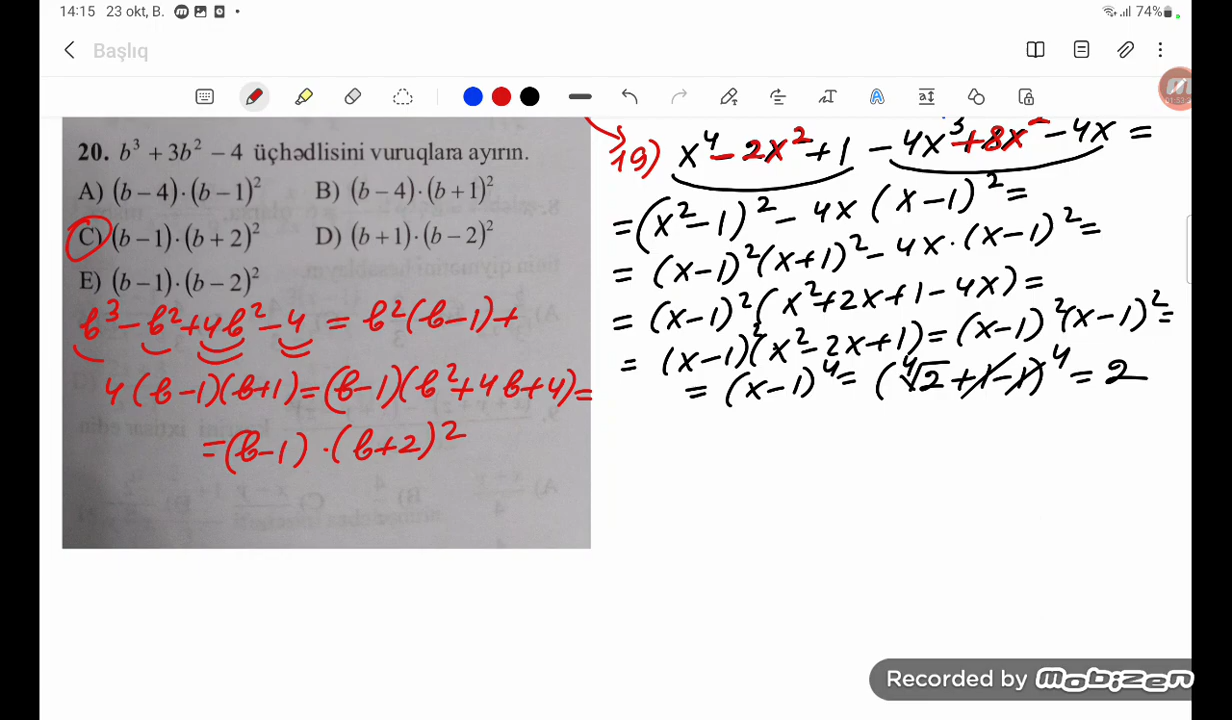 14:15 23 okt, B.
74%
Başlıq
20. b³ + 3b² − 4 üçhədlisini vuruqlara ayırın.
A) (b − 4)·(b − 1)² B) (b − 4)·(b + 1)²
C) (b − 1)·(b + 2)² D) (b + 1)·(b − 2)²
E) (b − 1)·(b − 2)²
b³ − b² + 4b² − 4 = b²(b−1) +
4(b−1)(b+1) = (b−1)(b² + 4b + 4) =
= (b−1)·(b+2)²
19) x⁴ − 2x² + 1 − 4x³ + 8x² − 4x =
= (x² − 1)² − 4x (x − 1)² =
= (x−1)²(x+1)² − 4x·(x−1)² =
= (x−1)² (x² + 2x + 1 − 4x) =
= (x−1)² (x² − 2x + 1) = (x−1)²(x−1)² =
= (x−1)⁴ = (⁴√2 + 1 − 1)⁴ = 2
Recorded by mobizen